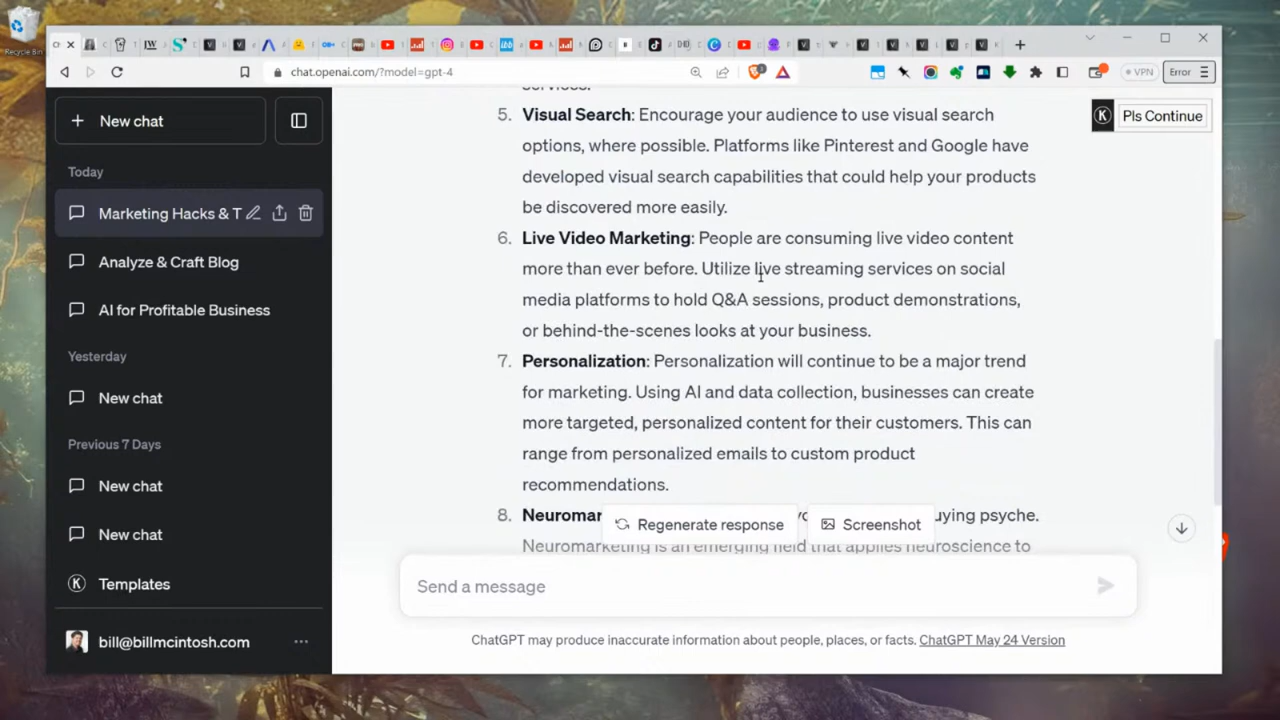 Recycle Bin
chat.openai.com/?model=gpt-4
VPN
Error
New chat
Today
Marketing Hacks & T
Analyze & Craft Blog
AI for Profitable Business
Yesterday
New chat
Previous 7 Days
New chat
New chat
Templates
bill@billmcintosh.com
services.
5. Visual Search: Encourage your audience to use visual search
options, where possible. Platforms like Pinterest and Google have
developed visual search capabilities that could help your products
be discovered more easily.
6. Live Video Marketing: People are consuming live video content
more than ever before. Utilize live streaming services on social
media platforms to hold Q&A sessions, product demonstrations,
or behind-the-scenes looks at your business.
7. Personalization: Personalization will continue to be a major trend
for marketing. Using AI and data collection, businesses can create
more targeted, personalized content for their customers. This can
range from personalized emails to custom product
recommendations.
8. Neuromar uying psyche.
Neuromarketing is an emerging field that applies neuroscience to
Pls Continue
Regenerate response
Screenshot
Send a message
ChatGPT may produce inaccurate information about people, places, or facts. ChatGPT May 24 Version